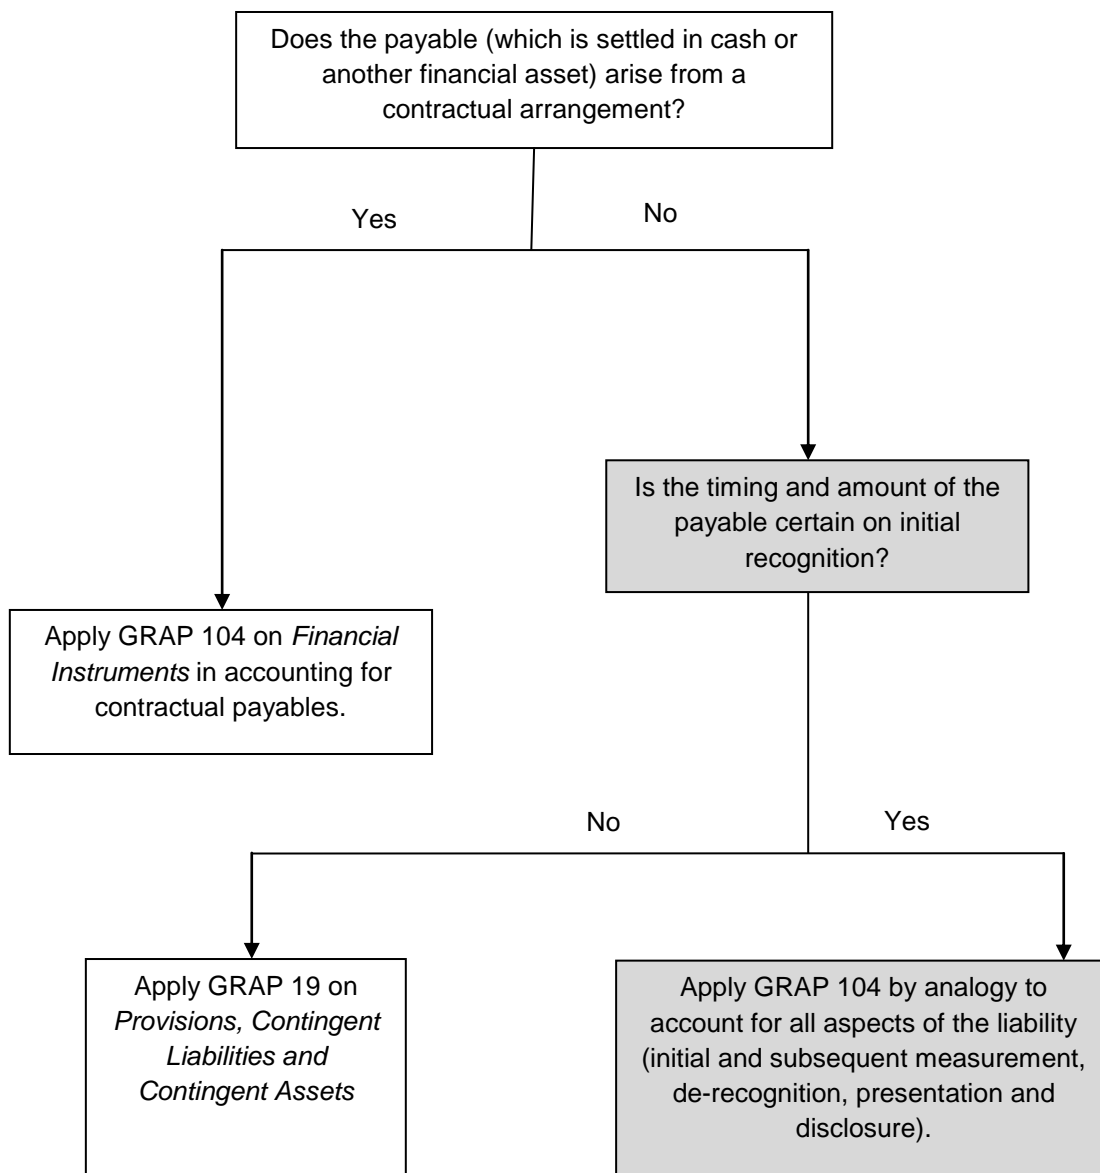 Does the payable (which is settled in cash or
another financial asset) arise from a
contractual arrangement?
Yes
No
Is the timing and amount of the
payable certain on initial
recognition?
Apply GRAP 104 on Financial
Instruments in accounting for
contractual payables.
No
Yes
Apply GRAP 19 on
Provisions, Contingent
Liabilities and
Contingent Assets
Apply GRAP 104 by analogy to
account for all aspects of the liability
(initial and subsequent measurement,
de-recognition, presentation and
disclosure).